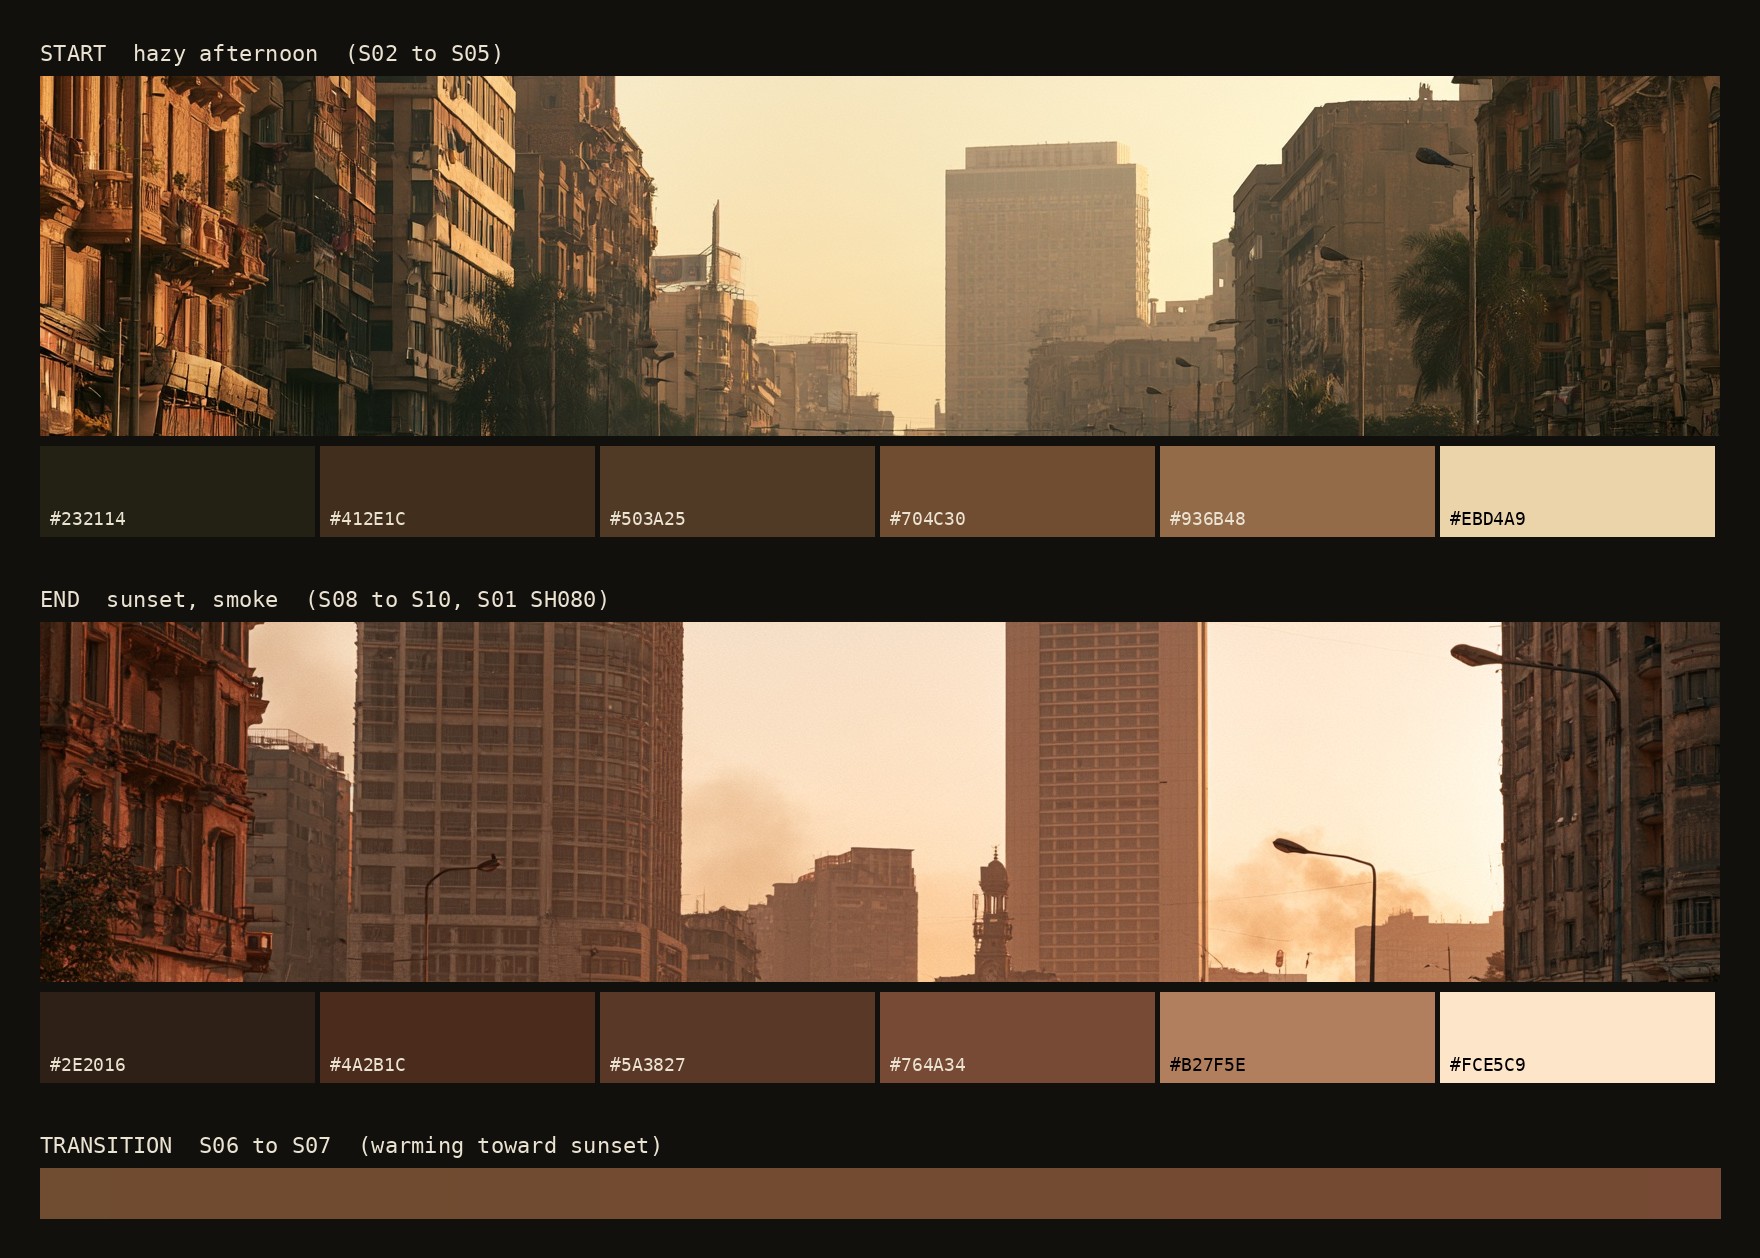 START  hazy afternoon  (S02 to S05)
#232114
#412E1C
#503A25
#704C30
#936B48
#EBD4A9
END  sunset, smoke  (S08 to S10, S01 SH080)
#2E2016
#4A2B1C
#5A3827
#764A34
#B27F5E
#FCE5C9
TRANSITION  S06 to S07  (warming toward sunset)